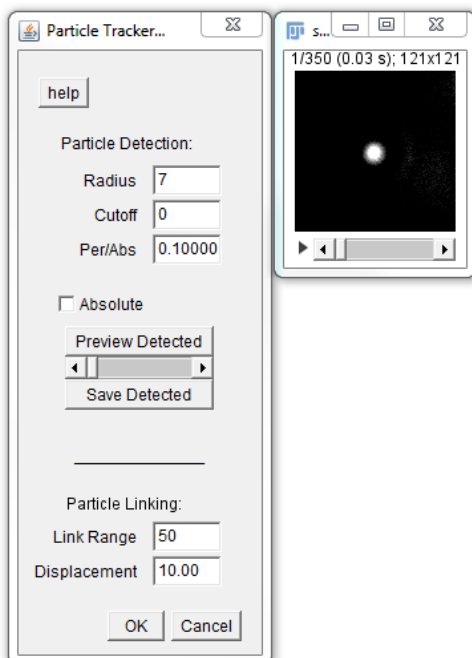 Particle Tracker...
help
Particle Detection:
Radius 7
Cutoff 0
Per/Abs 0.10000
Absolute
Preview Detected
Save Detected
Particle Linking:
Link Range 50
Displacement 10.00
OK Cancel
s...
1/350 (0.03 s); 121x121